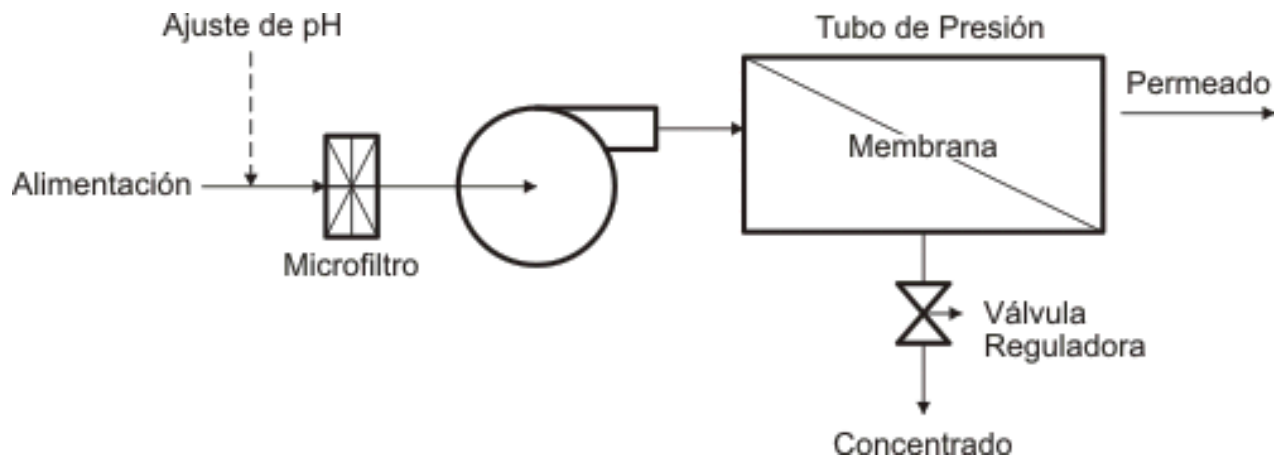 Ajuste de pH
Tubo de Presión
Permeado
Membrana
Alimentación
Microfiltro
Válvula
Reguladora
Concentrado